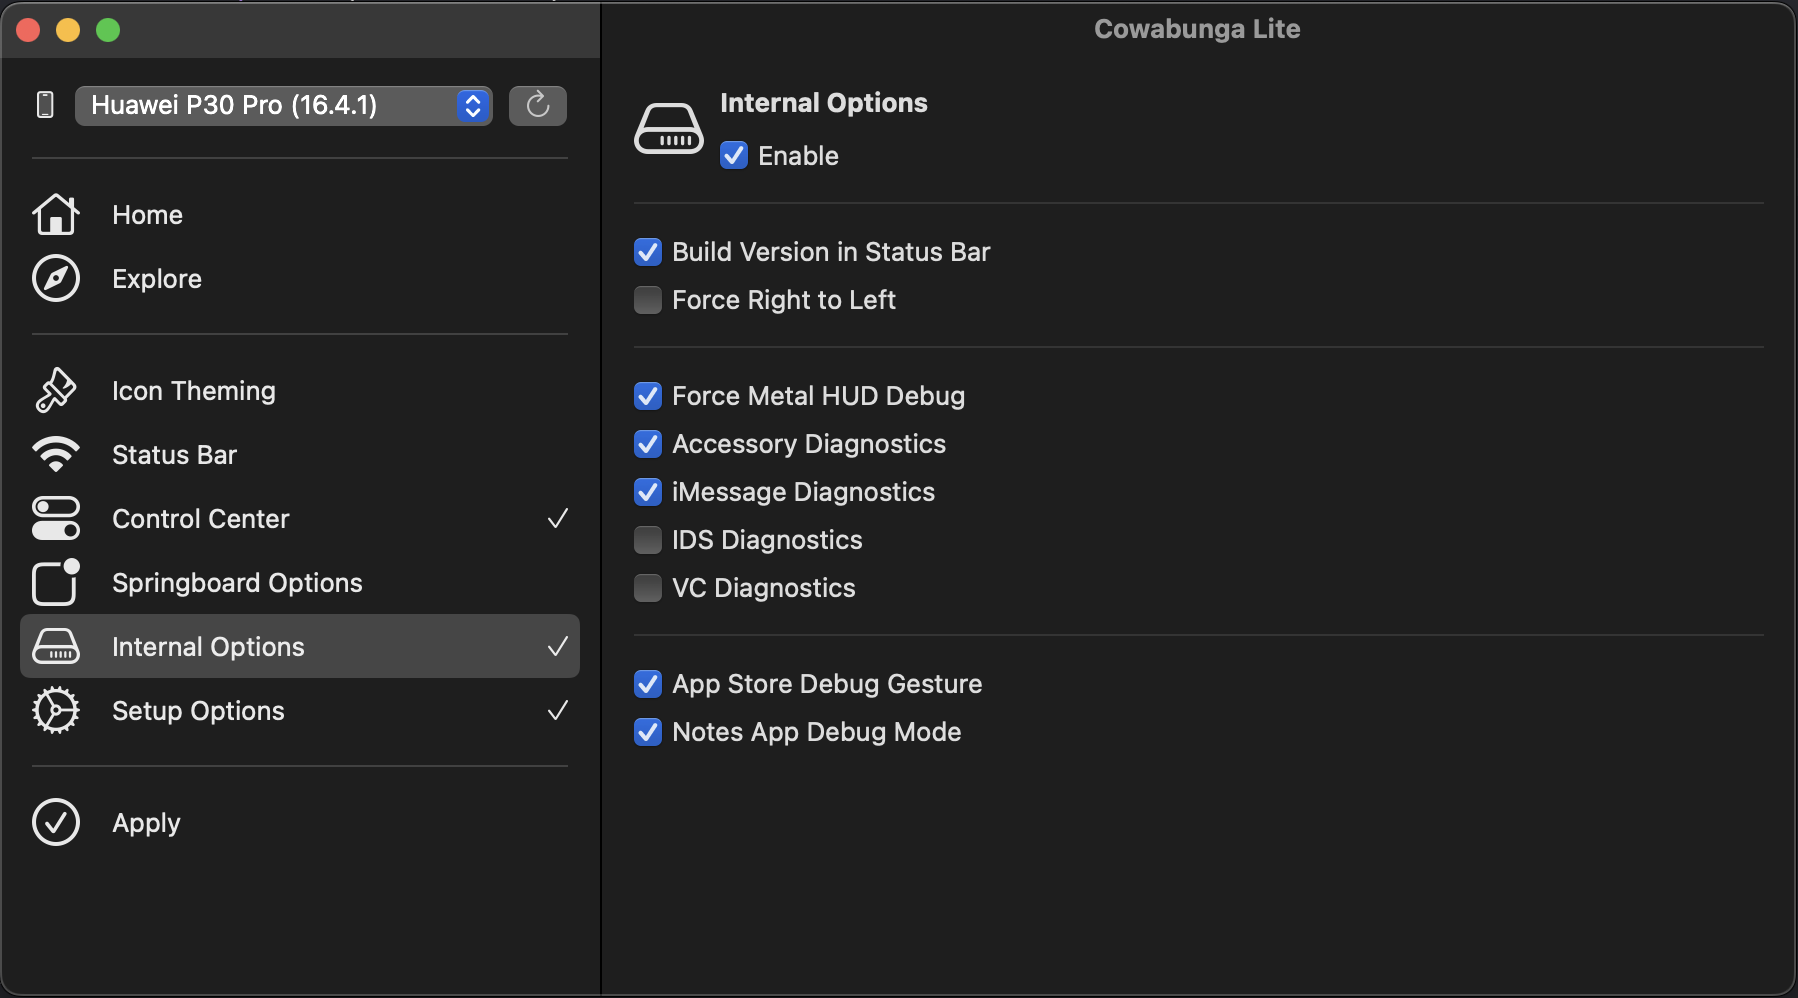 Cowabunga Lite
Huawei P30 Pro (16.4.1)
Home
Explore
Icon Theming
Status Bar
Control Center
Springboard Options
Internal Options
Setup Options
Apply
Internal Options
Enable
Build Version in Status Bar
Force Right to Left
Force Metal HUD Debug
Accessory Diagnostics
iMessage Diagnostics
IDS Diagnostics
VC Diagnostics
App Store Debug Gesture
Notes App Debug Mode